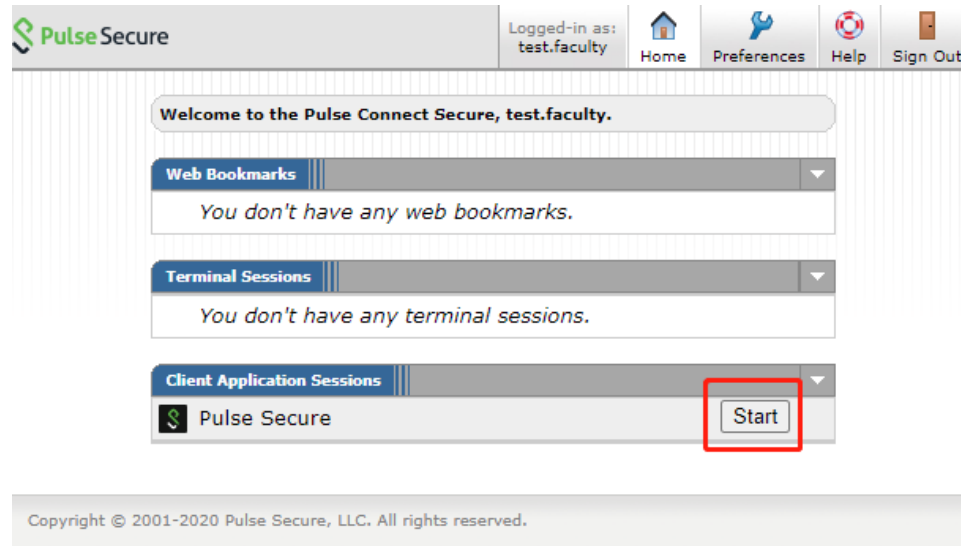 Pulse Secure
Logged-in as:
test.faculty
Home
Preferences
Help
Sign Out
Welcome to the Pulse Connect Secure, test.faculty.
Web Bookmarks
You don't have any web bookmarks.
Terminal Sessions
You don't have any terminal sessions.
Client Application Sessions
Pulse Secure
Start
Copyright © 2001-2020 Pulse Secure, LLC. All rights reserved.